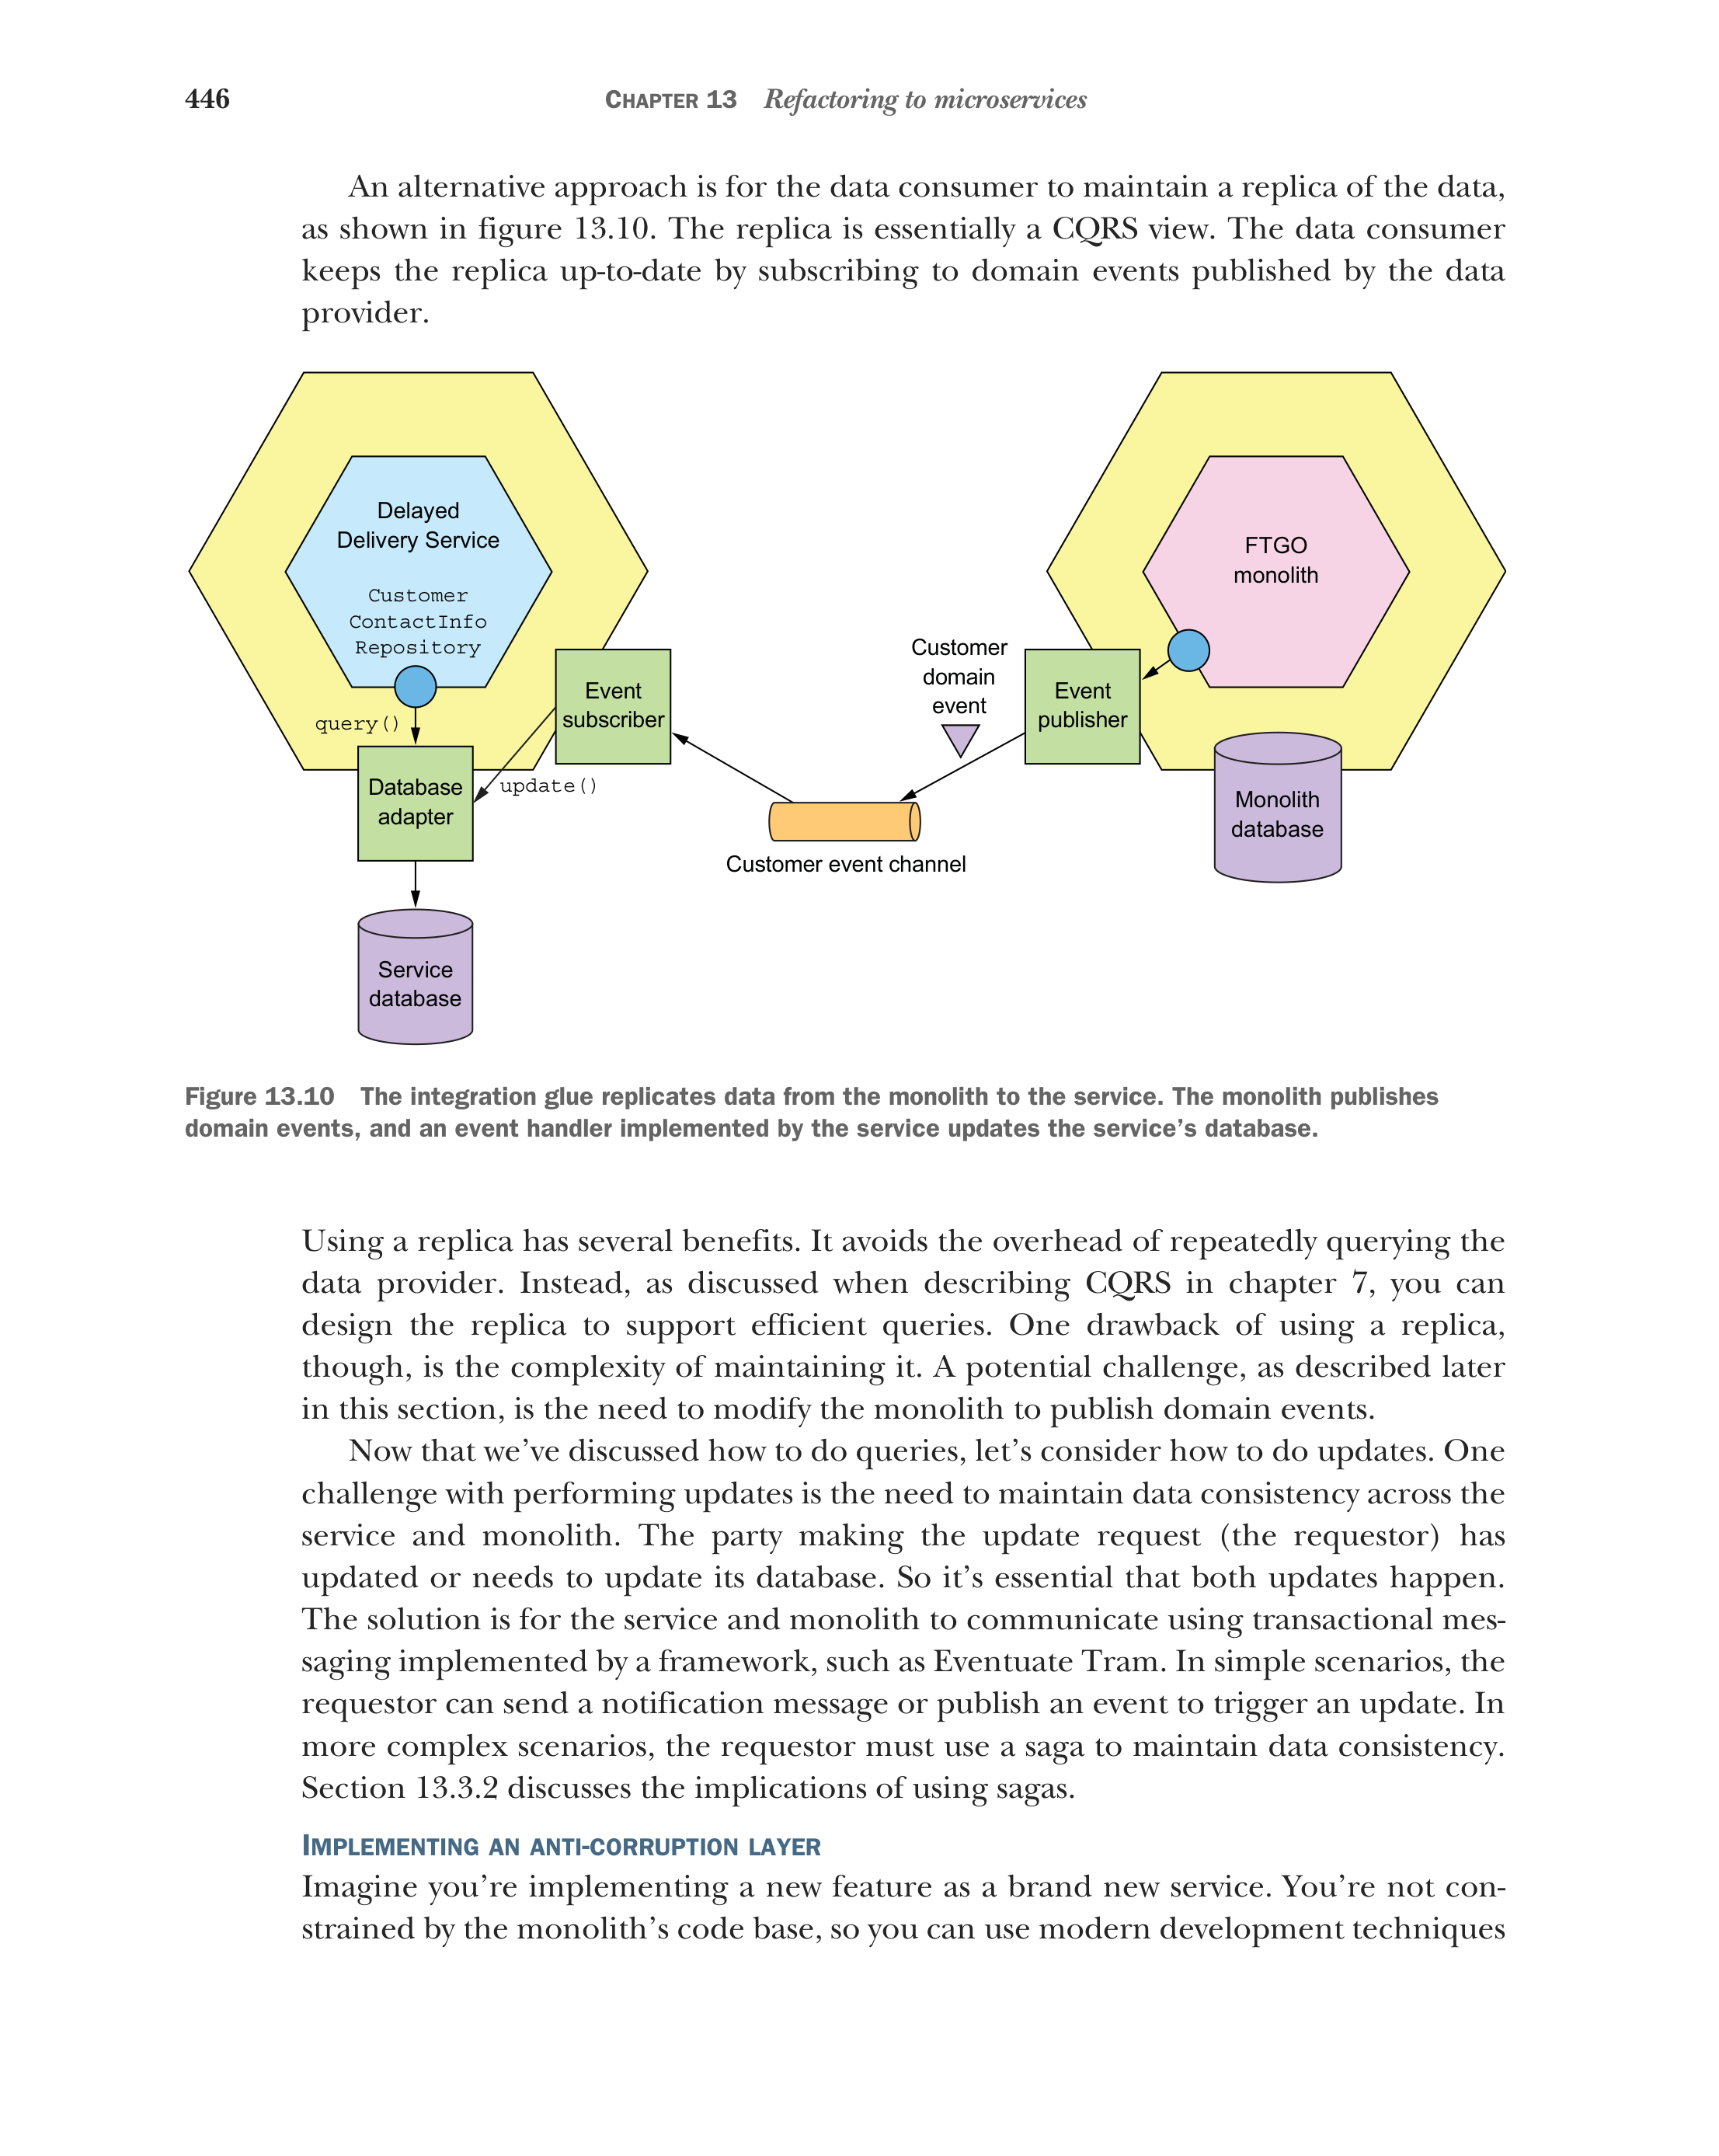 446
CHAPTER 13 Refactoring to microservices
An alternative approach is for the data consumer to maintain a replica of the data,
as shown in figure 13.10. The replica is essentially a CQRS view. The data consumer
keeps the replica up-to-date by subscribing to domain events published by the data
provider.
Delayed
Delivery Service
Customer
ContactInfo
Repository
query()
Database
adapter
update()
Event
subscriber
Service
database
Customer event channel
Customer
domain
event
Event
publisher
FTGO
monolith
Monolith
database
Figure 13.10 The integration glue replicates data from the monolith to the service. The monolith publishes
domain events, and an event handler implemented by the service updates the service’s database.
Using a replica has several benefits. It avoids the overhead of repeatedly querying the
data provider. Instead, as discussed when describing CQRS in chapter 7, you can
design the replica to support efficient queries. One drawback of using a replica,
though, is the complexity of maintaining it. A potential challenge, as described later
in this section, is the need to modify the monolith to publish domain events.
Now that we’ve discussed how to do queries, let’s consider how to do updates. One
challenge with performing updates is the need to maintain data consistency across the
service and monolith. The party making the update request (the requestor) has
updated or needs to update its database. So it’s essential that both updates happen.
The solution is for the service and monolith to communicate using transactional mes-
saging implemented by a framework, such as Eventuate Tram. In simple scenarios, the
requestor can send a notification message or publish an event to trigger an update. In
more complex scenarios, the requestor must use a saga to maintain data consistency.
Section 13.3.2 discusses the implications of using sagas.
IMPLEMENTING AN ANTI-CORRUPTION LAYER
Imagine you’re implementing a new feature as a brand new service. You’re not con-
strained by the monolith’s code base, so you can use modern development techniques